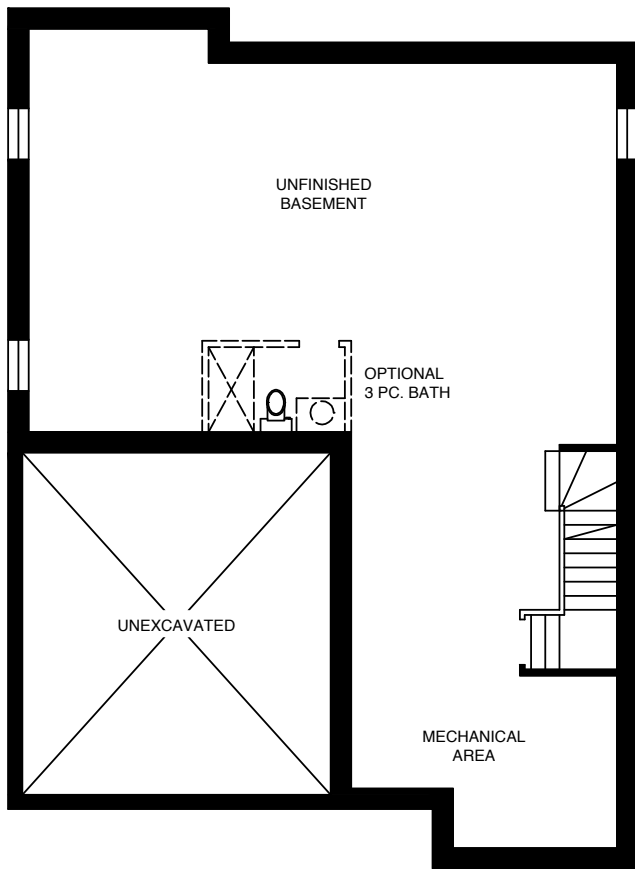 UNFINISHED
BASEMENT
OPTIONAL
3 PC. BATH
UNEXCAVATED
MECHANICAL
AREA